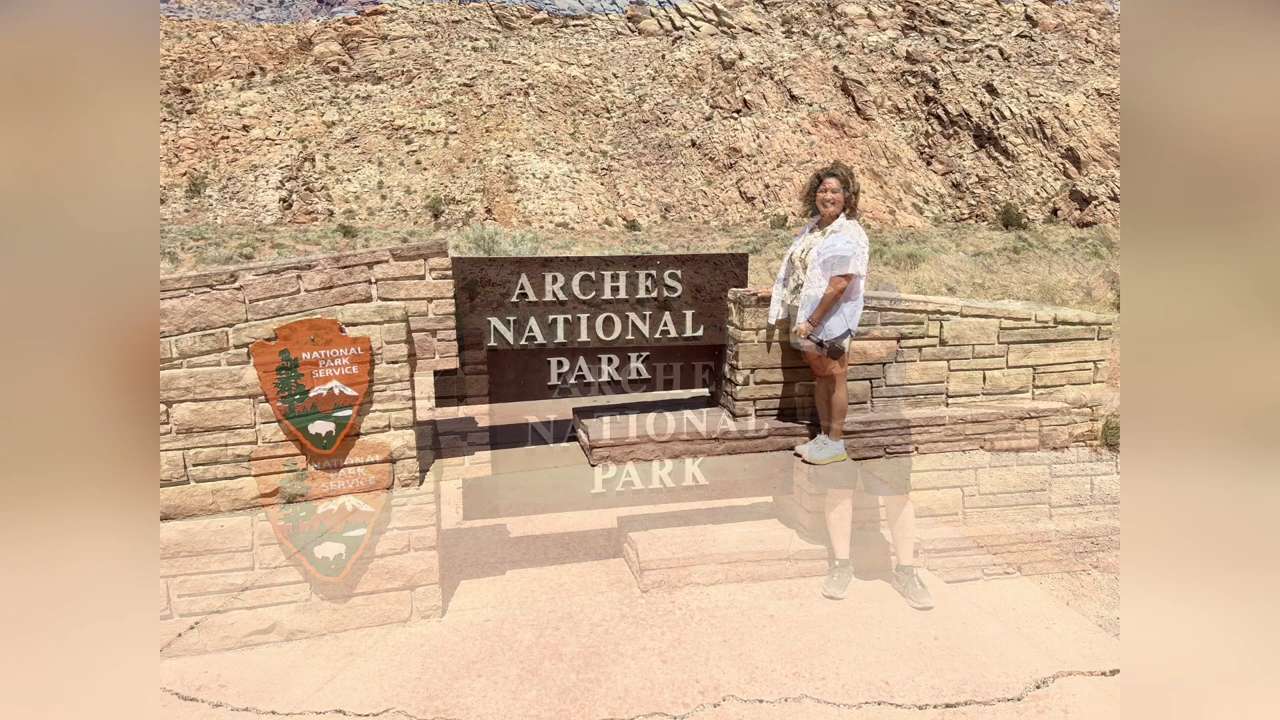 ARCHES
NATIONAL
PARK
NATIONAL
PARK
SERVICE
ARCHES
NATIONAL
PARK
NATIONAL
PARK
SERVICE